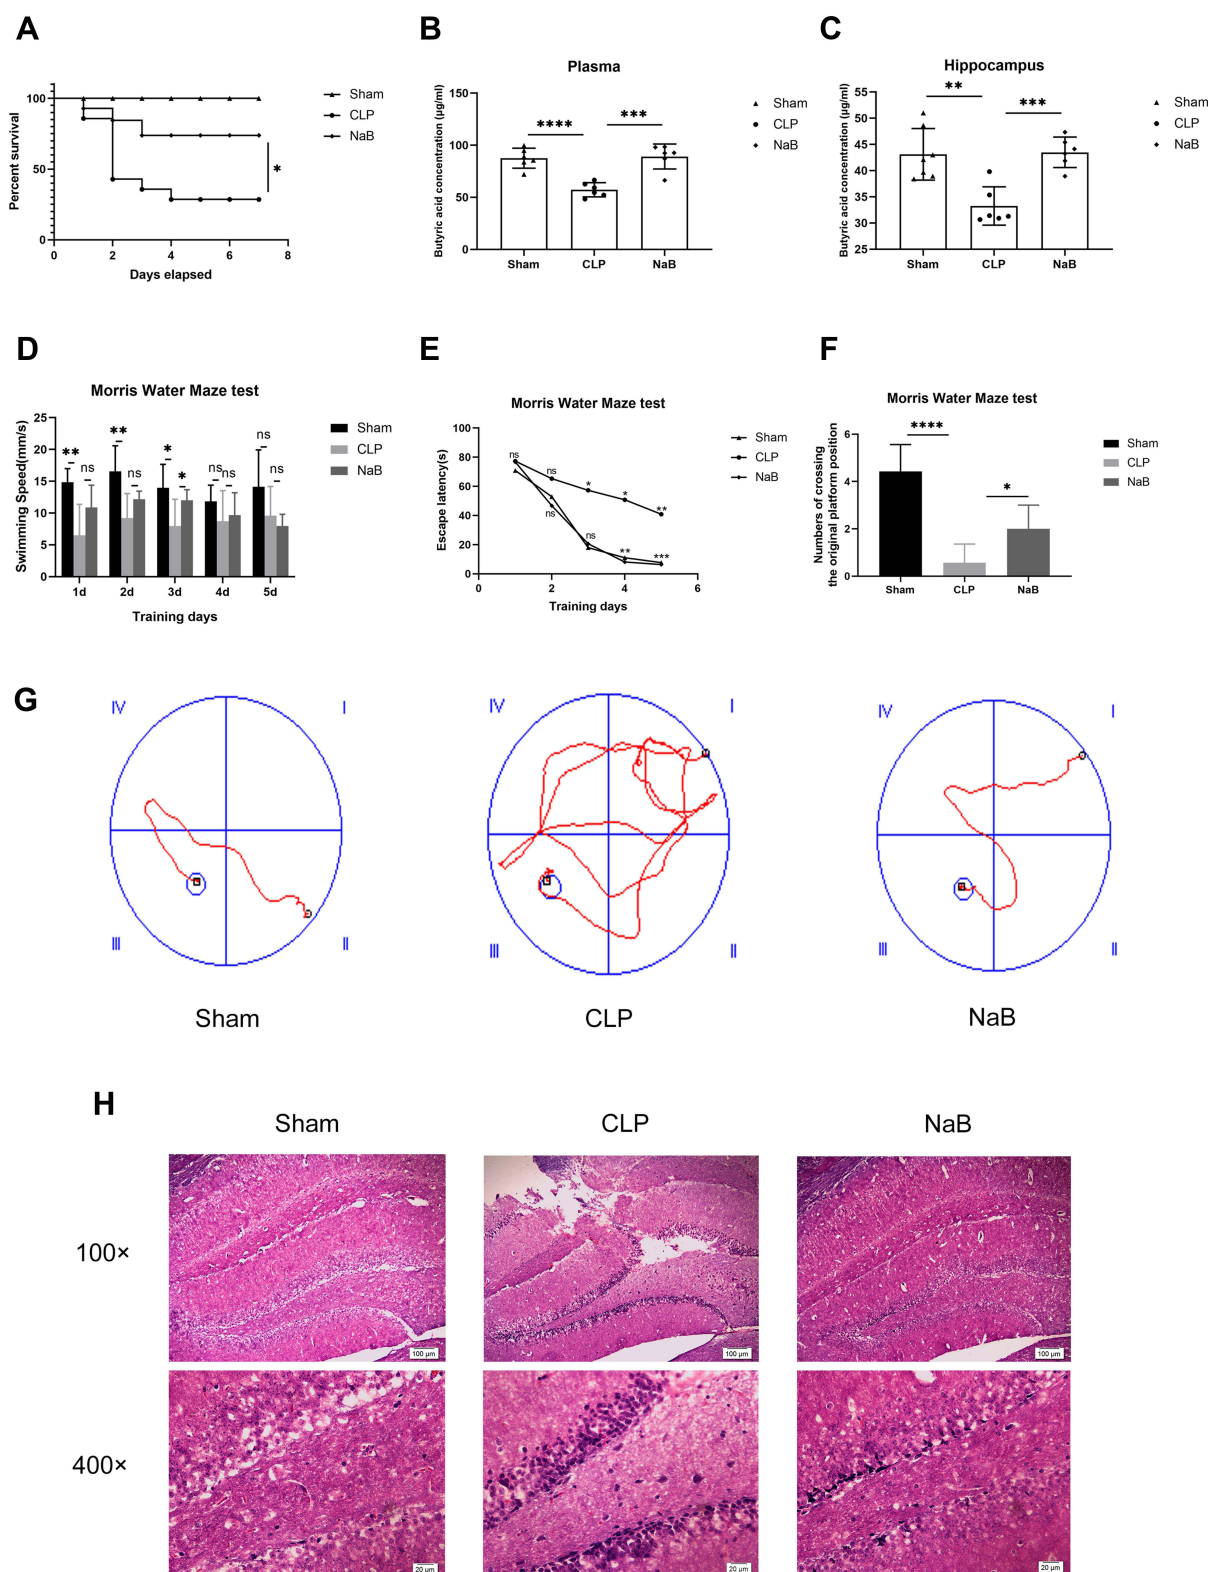 A
Percent survival
100
50
0
0 2 4 6 8
Days elapsed
Sham
CLP
NaB
*
B
Plasma
Butyric acid concentration (μg/ml)
150
100
50
0
**** ***
Sham CLP NaB
Sham
CLP
NaB
C
Hippocampus
Butyric acid concentration (μg/ml)
55
50
45
40
35
30
25
** ***
Sham CLP NaB
Sham
CLP
NaB
D
Morris Water Maze test
Swimming Speed(mm/s)
25
20
15
10
5
0
** ns ** ns * * ns ns ns ns
1d 2d 3d 4d 5d
Training days
Sham
CLP
NaB
E
Morris Water Maze test
Escape latency(s)
100
80
60
40
20
0
ns ns * * **
ns ns ** ***
0 2 4 6
Training days
Sham
CLP
NaB
F
Morris Water Maze test
Numbers of crossing
the original platform position
6
4
2
0
**** *
Sham CLP NaB
Sham
CLP
NaB
G
IV I
III II
Sham
IV I
III II
CLP
IV I
III II
NaB
H
Sham CLP NaB
100×
100 μm 100 μm 100 μm
400×
20 μm 20 μm 20 μm